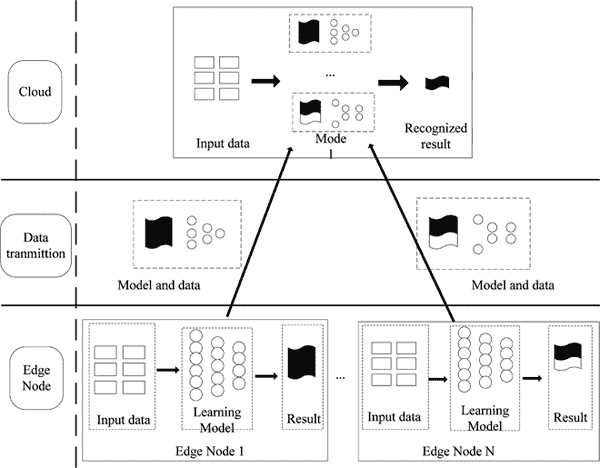 Cloud
...
Input data
Mode
l
Recognized
result
Data
tranmittion
Model and data
Model and data
Edge
Node
Input data
Learning
Model
Result
...
Input data
Learning
Model
Result
Edge Node 1
Edge Node N